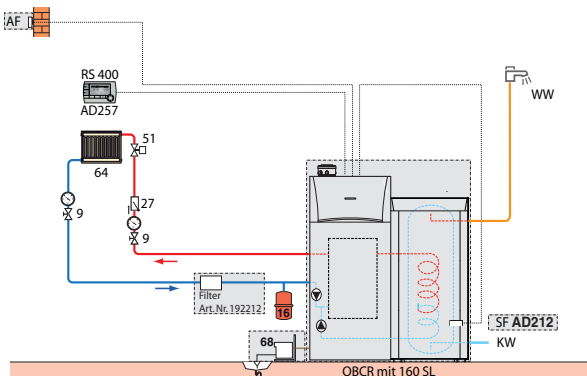 AF
RS 400
AD257
WW
51
64
27
9
9
Filter
Art.Nr.192212
16
SF AD212
68
KW
OBCR mit 160 SL